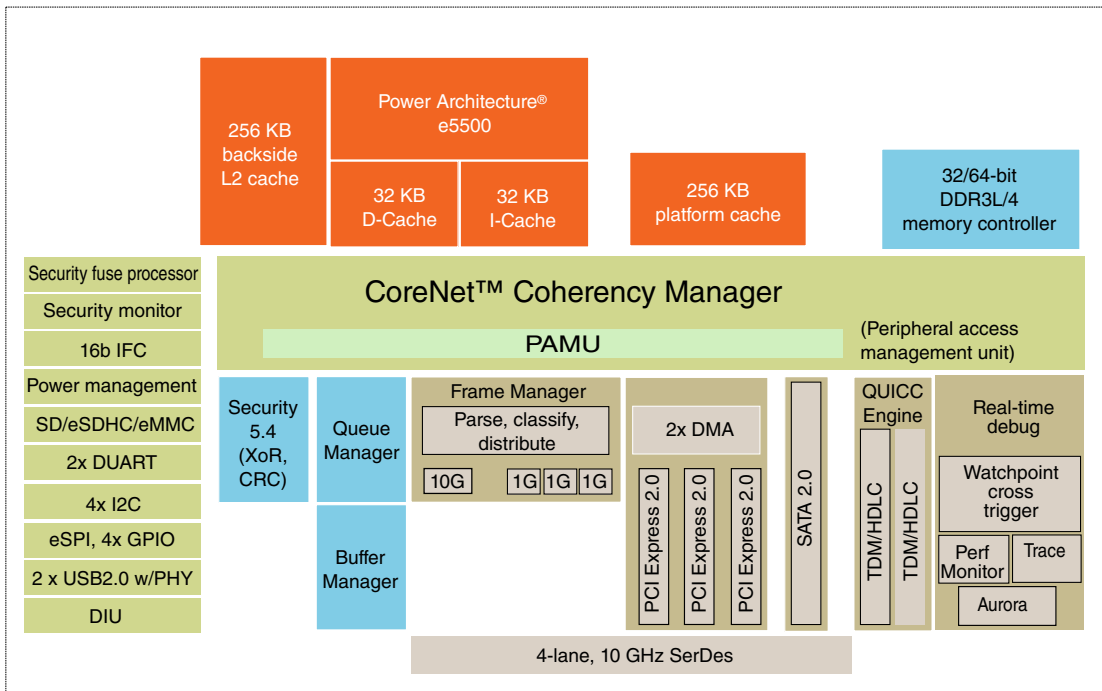 256 KB
backside
L2 cache
Power Architecture®
e5500
32 KB
D-Cache
32 KB
I-Cache
256 KB
platform cache
32/64-bit
DDR3L/4
memory controller
Security fuse processor
Security monitor
16b IFC
Power management
SD/eSDHC/eMMC
2x DUART
4x I2C
eSPI, 4x GPIO
2 x USB2.0 w/PHY
DIU
CoreNet™ Coherency Manager
PAMU
(Peripheral access
management unit)
Security
5.4
(XoR,
CRC)
Queue
Manager
Buffer
Manager
Frame Manager
Parse, classify,
distribute
10G
1G
1G
1G
2x DMA
PCI Express 2.0
PCI Express 2.0
PCI Express 2.0
SATA 2.0
QUICC
Engine
TDM/HDLC
TDM/HDLC
Real-time
debug
Watchpoint
cross
trigger
Perf
Monitor
Trace
Aurora
4-lane, 10 GHz SerDes